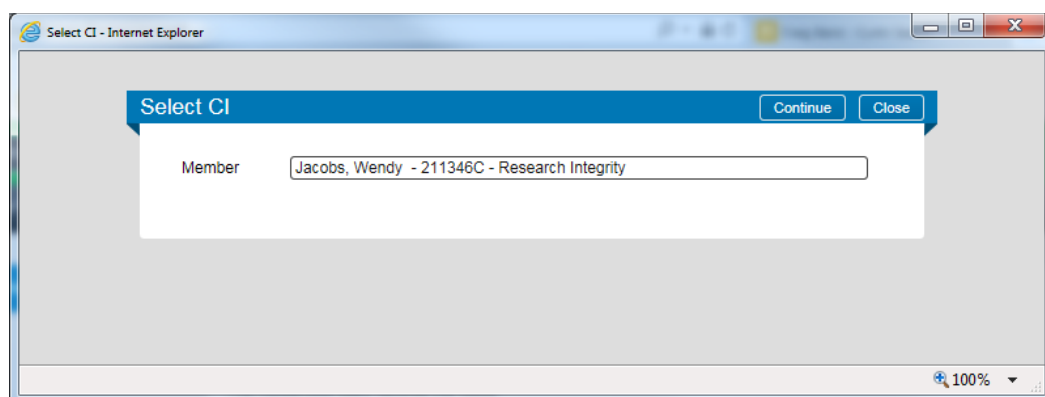 Select CI - Internet Explorer
Select CI
Continue
Close
Member
Jacobs, Wendy - 211346C - Research Integrity
100%